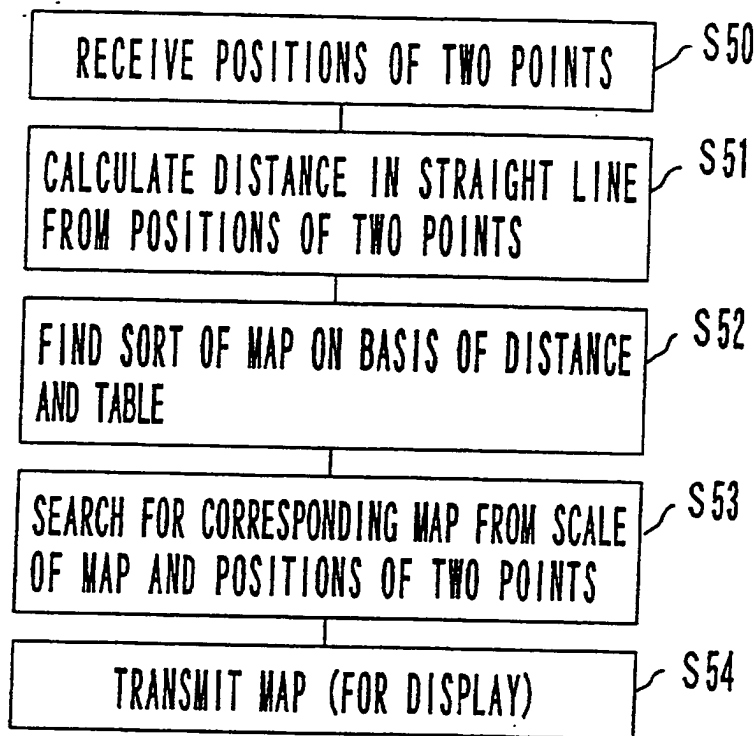 RECEIVE POSITIONS OF TWO POINTS S50
CALCULATE DISTANCE IN STRAIGHT LINE S51
FROM POSITIONS OF TWO POINTS
FIND SORT OF MAP ON BASIS OF DISTANCE S52
AND TABLE
SEARCH FOR CORRESPONDING MAP FROM SCALE S53
OF MAP AND POSITIONS OF TWO POINTS
TRANSMIT MAP (FOR DISPLAY) S54